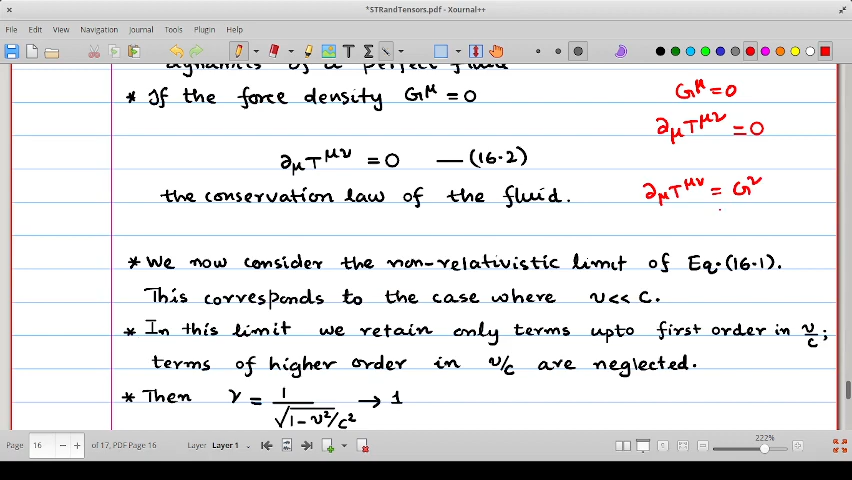 *STRandTensors.pdf - Xournal++
File Edit View Navigation Journal Tools Plugin Help
dynamics of a perfect fluid
* If the force density G^μ = 0
∂_μ T^μν = 0 — (16.2)
the conservation law of the fluid.
G^μ = 0
∂_μ T^μν = 0
∂_μ T^μν = G^ν
* We now consider the non-relativistic limit of Eq.(16.1).
This corresponds to the case where v << c.
* In this limit we retain only terms upto first order in v/c;
terms of higher order in v/c are neglected.
* Then γ = 1/√(1-v²/c²) → 1
Page 16 of 17, PDF Page 16 Layer Layer 1 222%